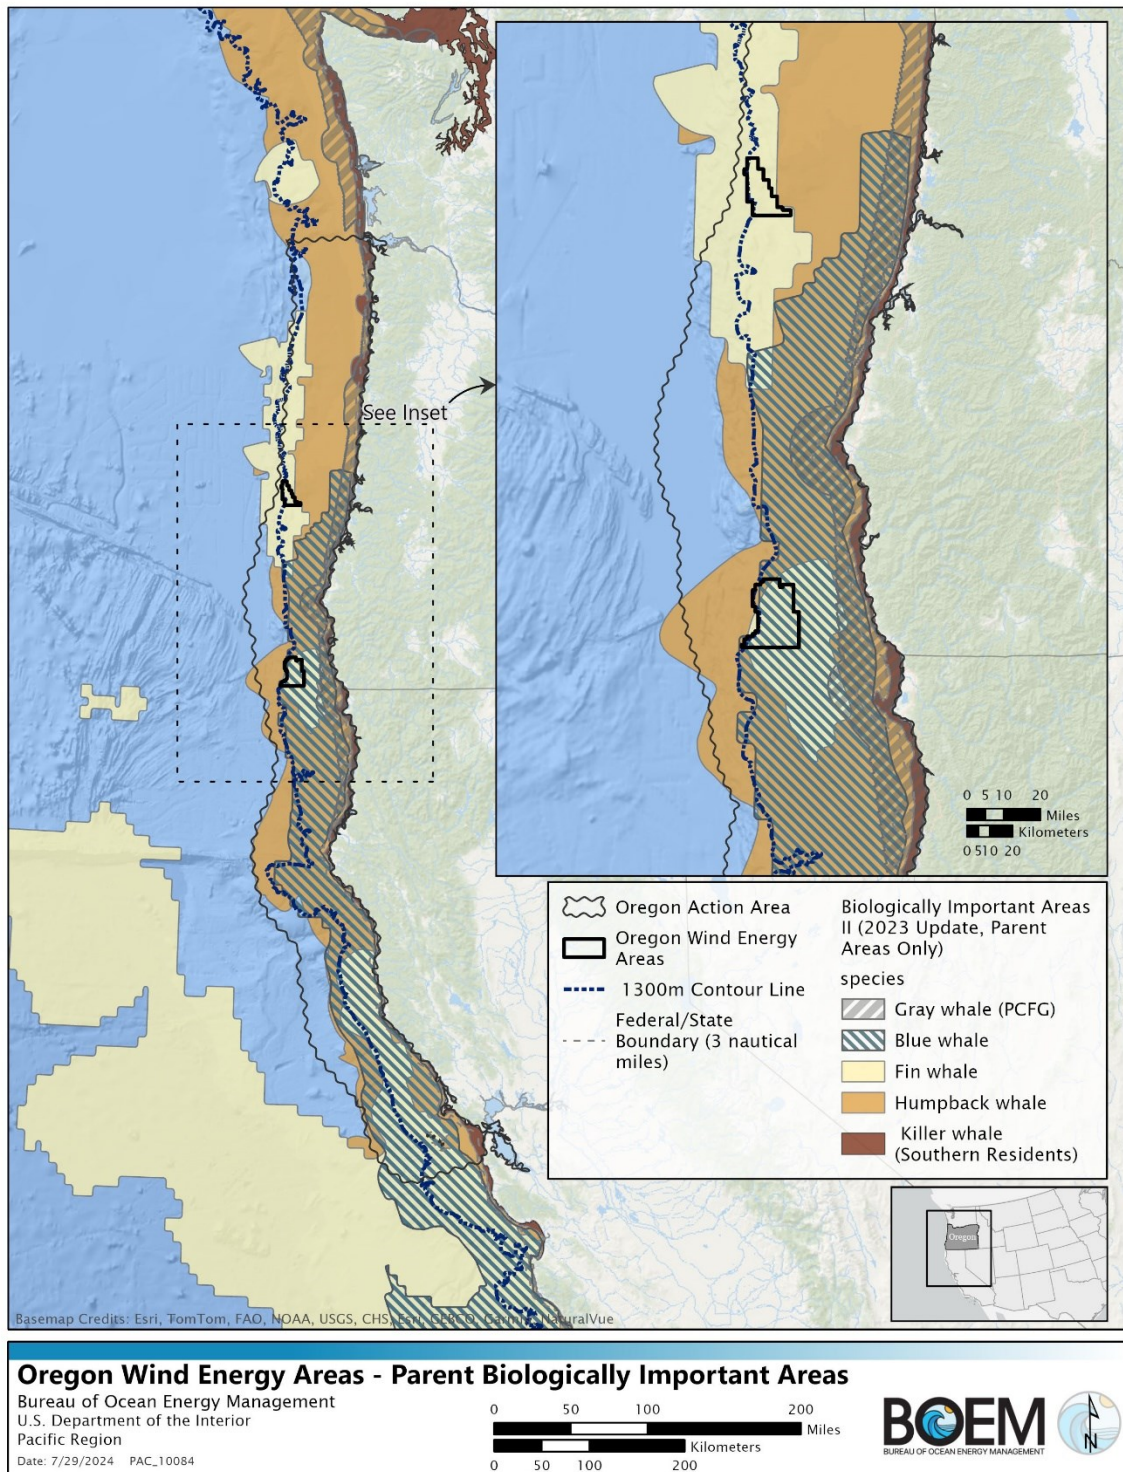 See Inset
0 5 10 20
Miles
Kilometers
0 5 10 20
Oregon Action Area
Oregon Wind Energy
Areas
1300m Contour Line
Federal/State
Boundary (3 nautical
miles)
Biologically Important Areas
II (2023 Update, Parent
Areas Only)
species
Gray whale (PCFG)
Blue whale
Fin whale
Humpback whale
Killer whale
(Southern Residents)
Oregon
Basemap Credits: Esri, TomTom, FAO, NOAA, USGS, CHS, Esri, GEBCO, Garmin, NaturalVue
Oregon Wind Energy Areas - Parent Biologically Important Areas
Bureau of Ocean Energy Management
U.S. Department of the Interior
Pacific Region
Date: 7/29/2024 PAC_10084
0 50 100 200
Miles
Kilometers
0 50 100 200
BOEM
BUREAU OF OCEAN ENERGY MANAGEMENT
N